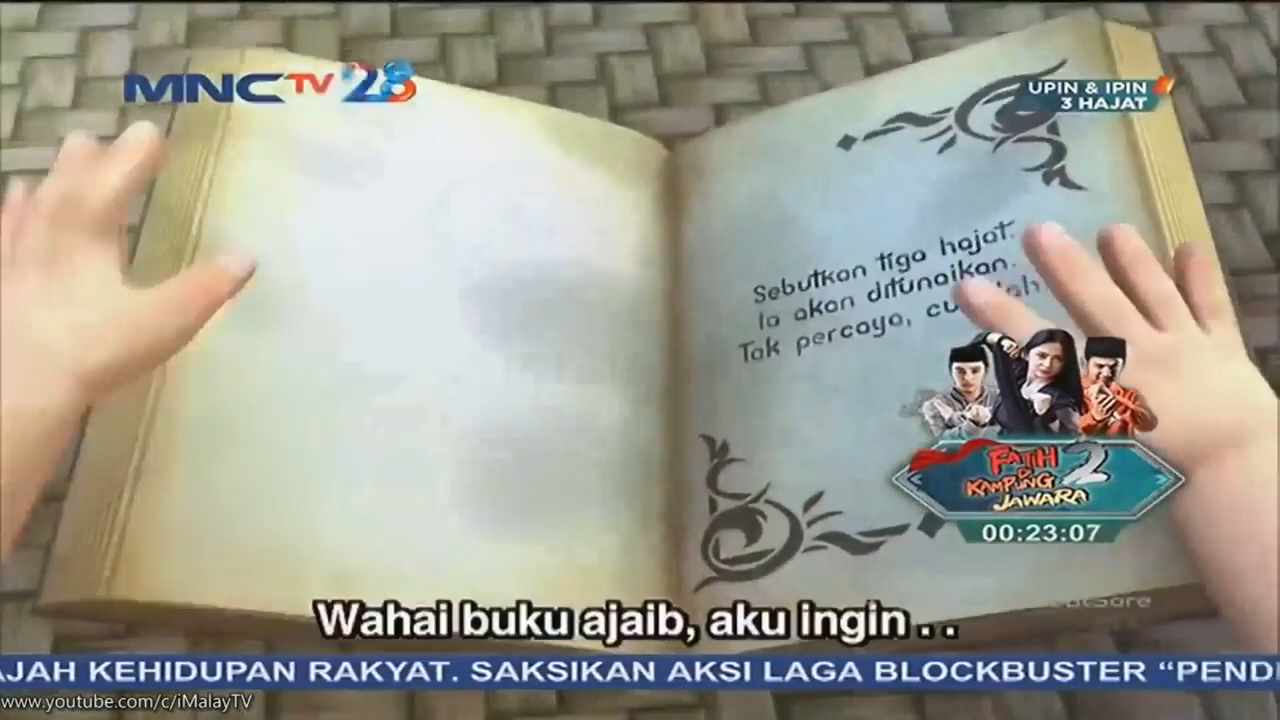 MNCTV 28
UPIN & IPIN
3 HAJAT
Sebutkan tiga hajat.
Ia akan ditunaikan.
Tak percaya,
FATIH
DI
KAMPUNG 2
JAWARA
00:23:07
Wahai buku ajaib, aku ingin . .
AJAH KEHIDUPAN RAKYAT. SAKSIKAN AKSI LAGA BLOCKBUSTER “PENDE
www.youtube.com/c/iMalayTV